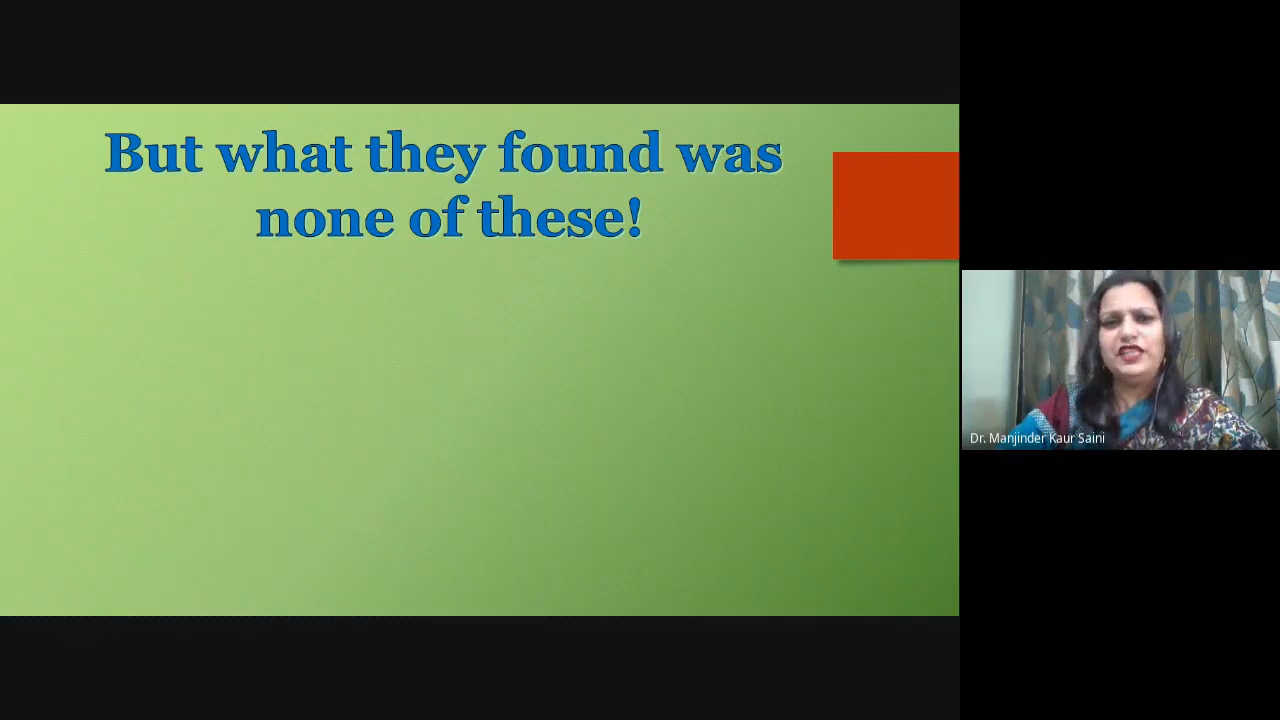 But what they found was
none of these!
Dr. Manjinder Kaur Saini